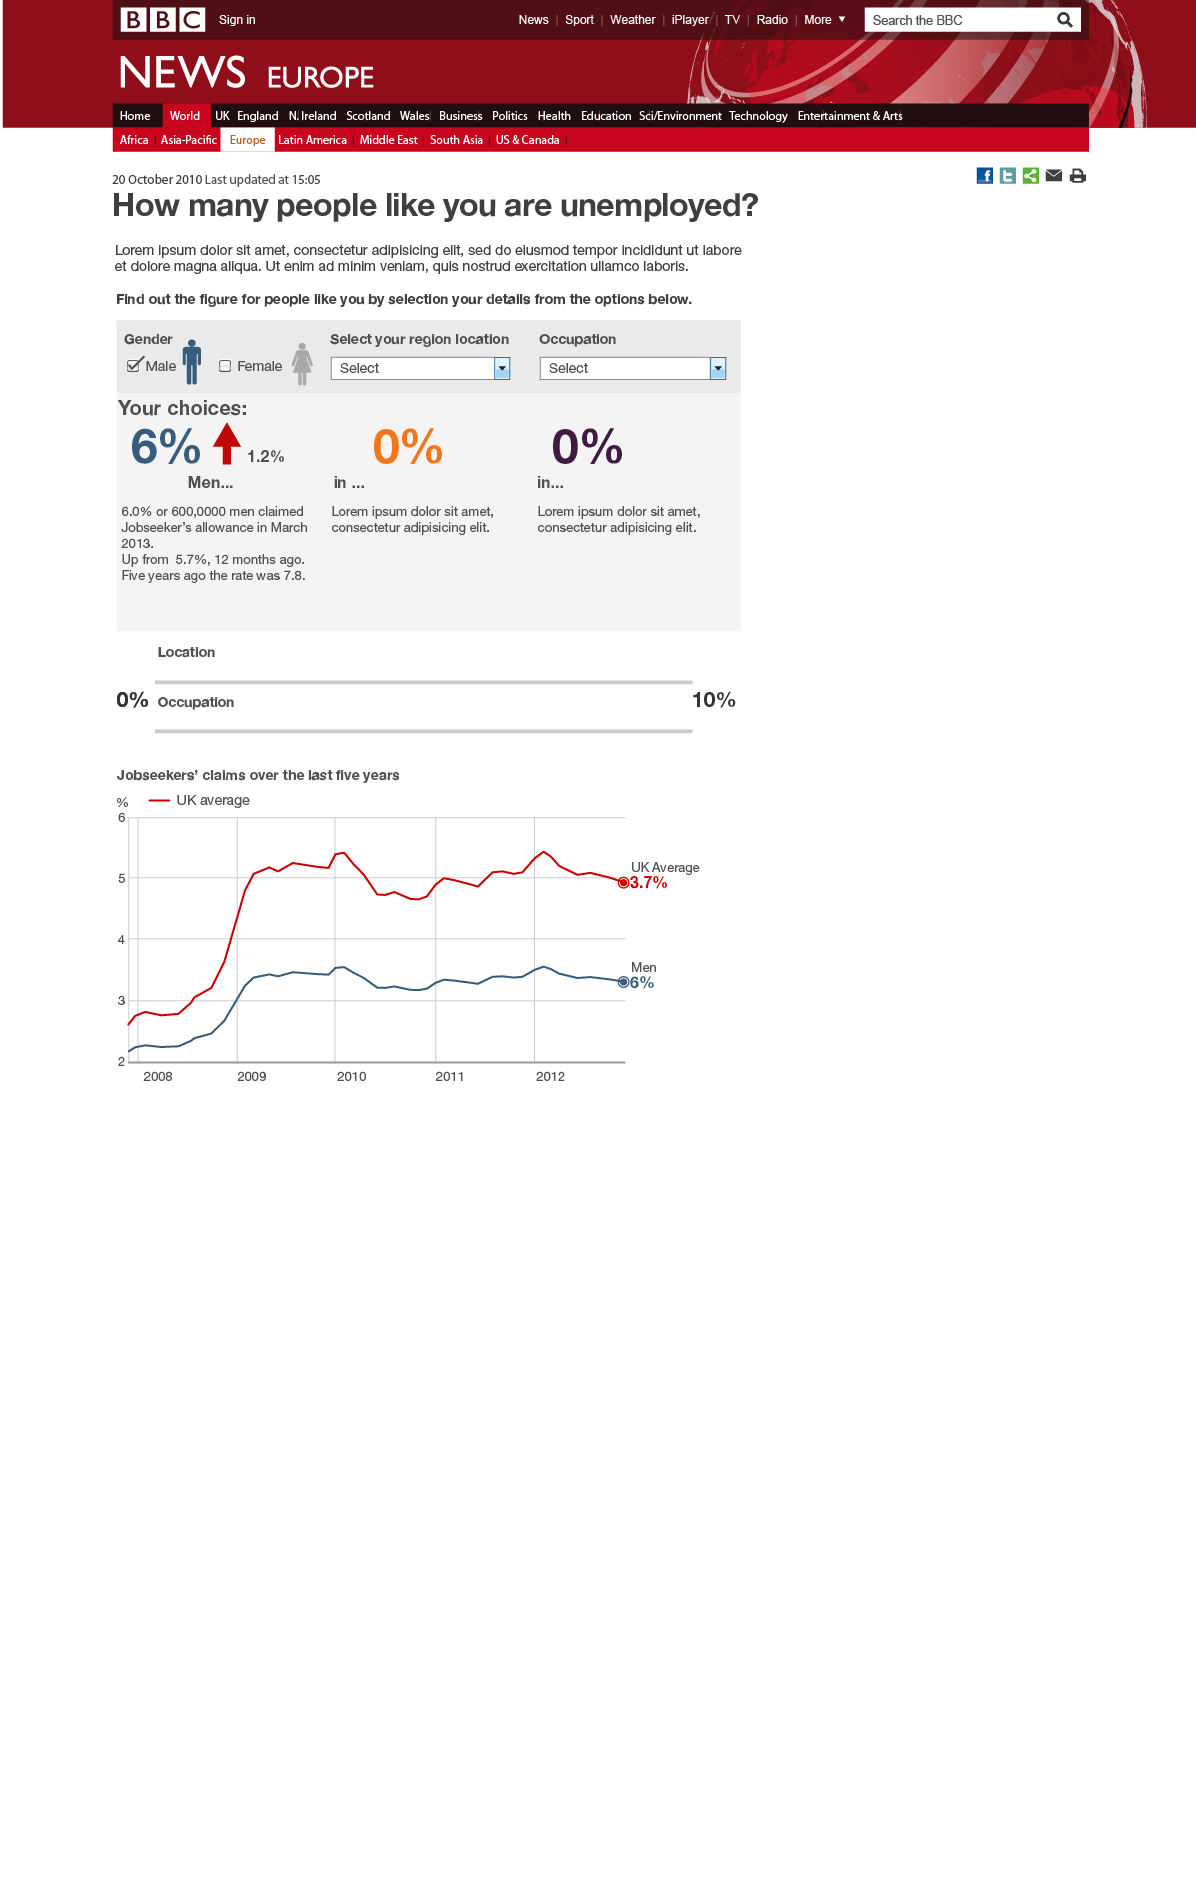 BBC Sign in News Sport Weather iPlayer TV Radio More Search the BBC
NEWS EUROPE
Home World UK England N. Ireland Scotland Wales Business Politics Health Education Sci/Environment Technology Entertainment & Arts
Africa Asia-Pacific Europe Latin America Middle East South Asia US & Canada
20 October 2010 Last updated at 15:05
How many people like you are unemployed?
Lorem ipsum dolor sit amet, consectetur adipisicing elit, sed do eiusmod tempor incididunt ut labore
et dolore magna aliqua. Ut enim ad minim veniam, quis nostrud exercitation ullamco laboris.
Find out the figure for people like you by selection your details from the options below.
Gender
Male Female
Select your region location
Select
Occupation
Select
Your choices:
6% 1.2%
Men...
6.0% or 600,0000 men claimed
Jobseeker's allowance in March
2013.
Up from 5.7%, 12 months ago.
Five years ago the rate was 7.8.
0%
in ...
Lorem ipsum dolor sit amet,
consectetur adipisicing elit.
0%
in...
Lorem ipsum dolor sit amet,
consectetur adipisicing elit.
Location
0% Occupation 10%
Jobseekers' claims over the last five years
% UK average
6
5
4
3
2
UK Average
3.7%
Men
6%
2008 2009 2010 2011 2012